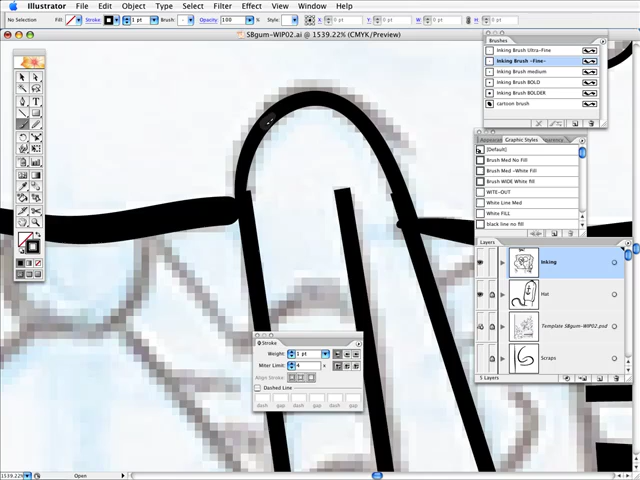 Illustrator File Edit Object Type Select Filter Effect View Window Help
No Selection Fill: Stroke: 1 pt Brush: Opacity: 100 % Style: X: 0 pt Y: 0 pt
SBgum-WIP02.ai @ 1539.22% (CMYK/Preview)
Brushes
Inking Brush Ultra-Fine
Inking Brush -Fine-
Inking Brush medium
Inking Brush BOLD
Inking Brush BOLDER
cartoon brush
Graphic Styles
[Default]
Brush Med No Fill
Brush Med -White Fill
Brush WIDE White fill
WITE-OUT
White Line Med
White FILL
black line no fill
Layers
Inking
Hat
Template SBgum-WIP02.psd
Scraps
5 Layers
Stroke
Weight: 1 pt
Miter Limit: 4 x
Align Stroke:
Dashed Line
dash gap dash gap dash gap
1539.22% Open